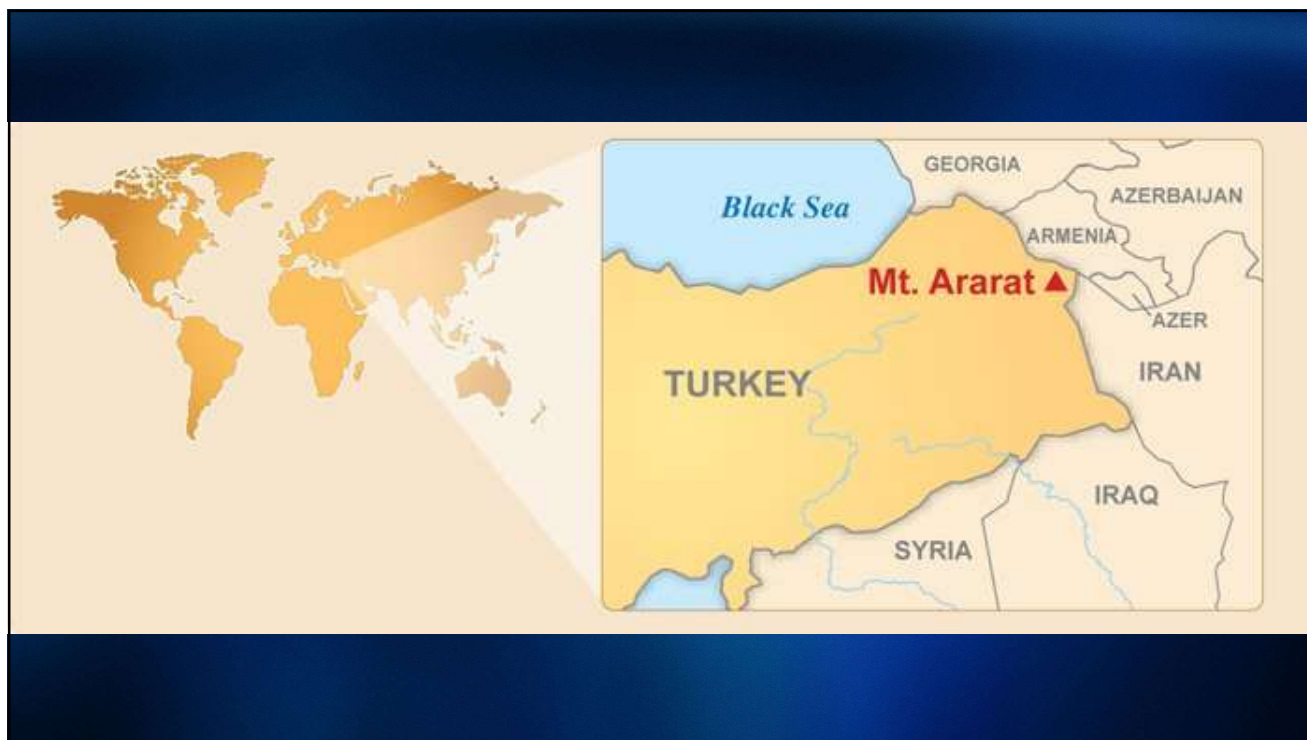 GEORGIA
AZERBAIJAN
Black Sea
ARMENIA
Mt. Ararat
AZER
TURKEY
IRAN
IRAQ
SYRIA